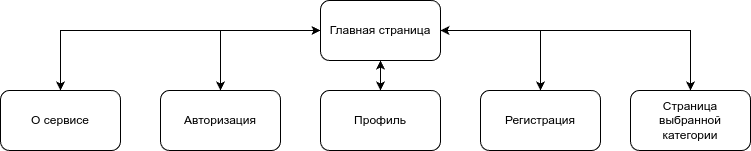 Главная страница
О сервисе
Авторизация
Профиль
Регистрация
Страница
выбранной
категории